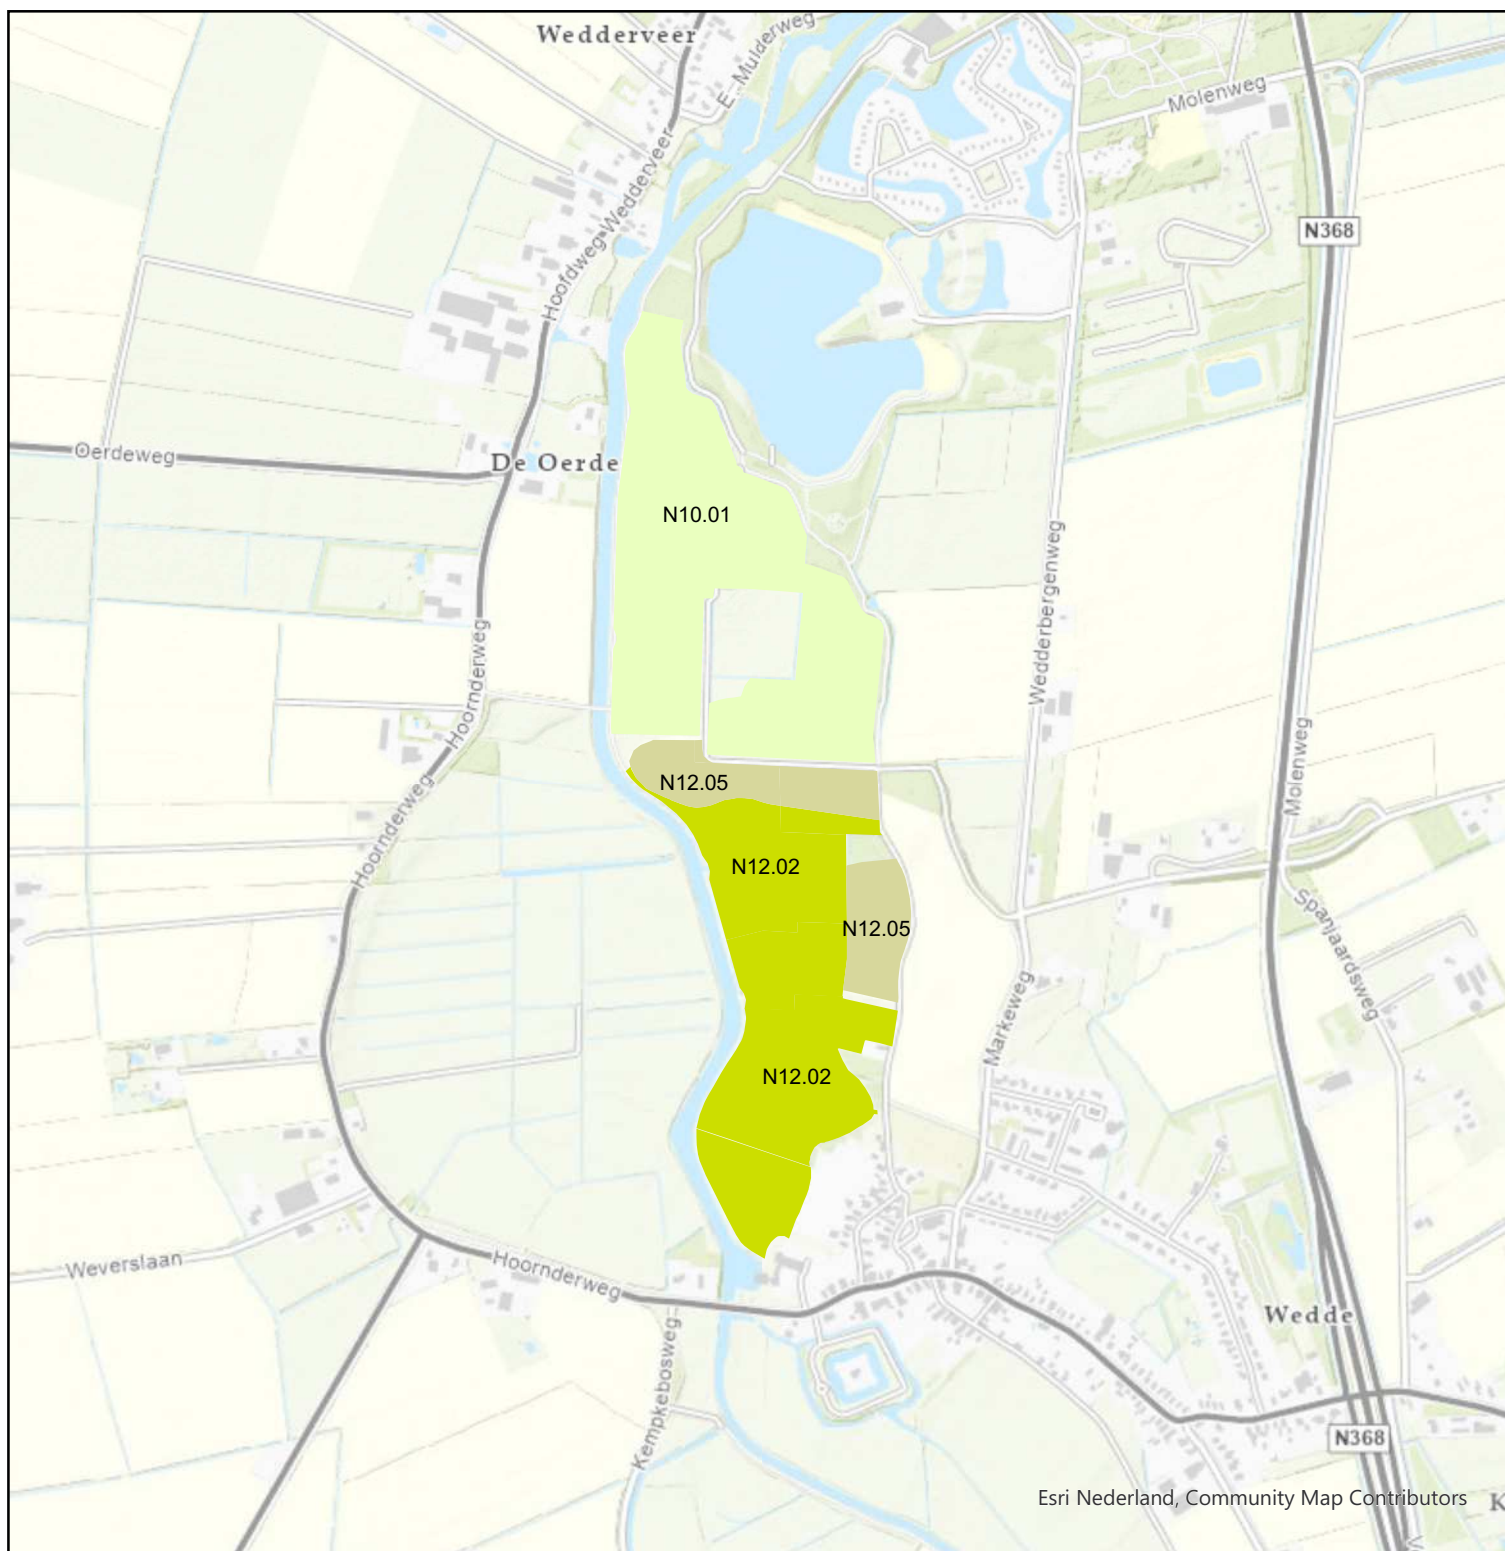 Wedderveer
E. Mulderweg
Molenweg
Hoofdweg-Wedderveer
N368
Oerdeweg
De Oerde
N10.01
Wedderbergenweg
Hoornderweg
Molenweg
N12.05
Hoornderweg
N12.02
N12.05
Spanjaardsweg
Markeweg
N12.02
Weverslaan
Hoornderweg
Wedde
Kempkebosweg
N368
Esri Nederland, Community Map Contributors